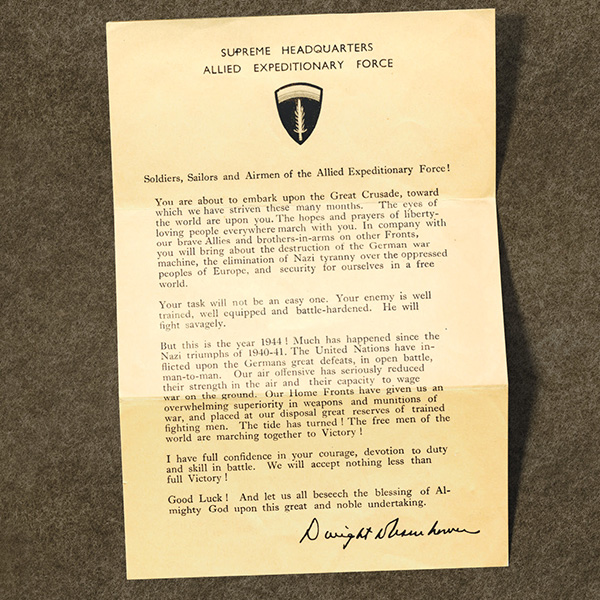 SUPREME HEADQUARTERS
ALLIED EXPEDITIONARY FORCE
Soldiers, Sailors and Airmen of the Allied Expeditionary Force!
You are about to embark upon the Great Crusade, toward
which we have striven these many months. The eyes of
the world are upon you. The hopes and prayers of liberty-
loving people everywhere march with you. In company with
our brave Allies and brothers-in-arms on other Fronts,
you will bring about the destruction of the German war
machine, the elimination of Nazi tyranny over the oppressed
peoples of Europe, and security for ourselves in a free
world.
Your task will not be an easy one. Your enemy is well
trained, well equipped and battle-hardened. He will
fight savagely.
But this is the year 1944 ! Much has happened since the
Nazi triumphs of 1940-41. The United Nations have in-
flicted upon the Germans great defeats, in open battle,
man-to-man. Our air offensive has seriously reduced
their strength in the air and their capacity to wage
war on the ground. Our Home Fronts have given us an
overwhelming superiority in weapons and munitions of
war, and placed at our disposal great reserves of trained
fighting men. The tide has turned ! The free men of the
world are marching together to Victory !
I have full confidence in your courage, devotion to duty
and skill in battle. We will accept nothing less than
full Victory !
Good Luck ! And let us all beseech the blessing of Al-
mighty God upon this great and noble undertaking.
Dwight D Eisenhower